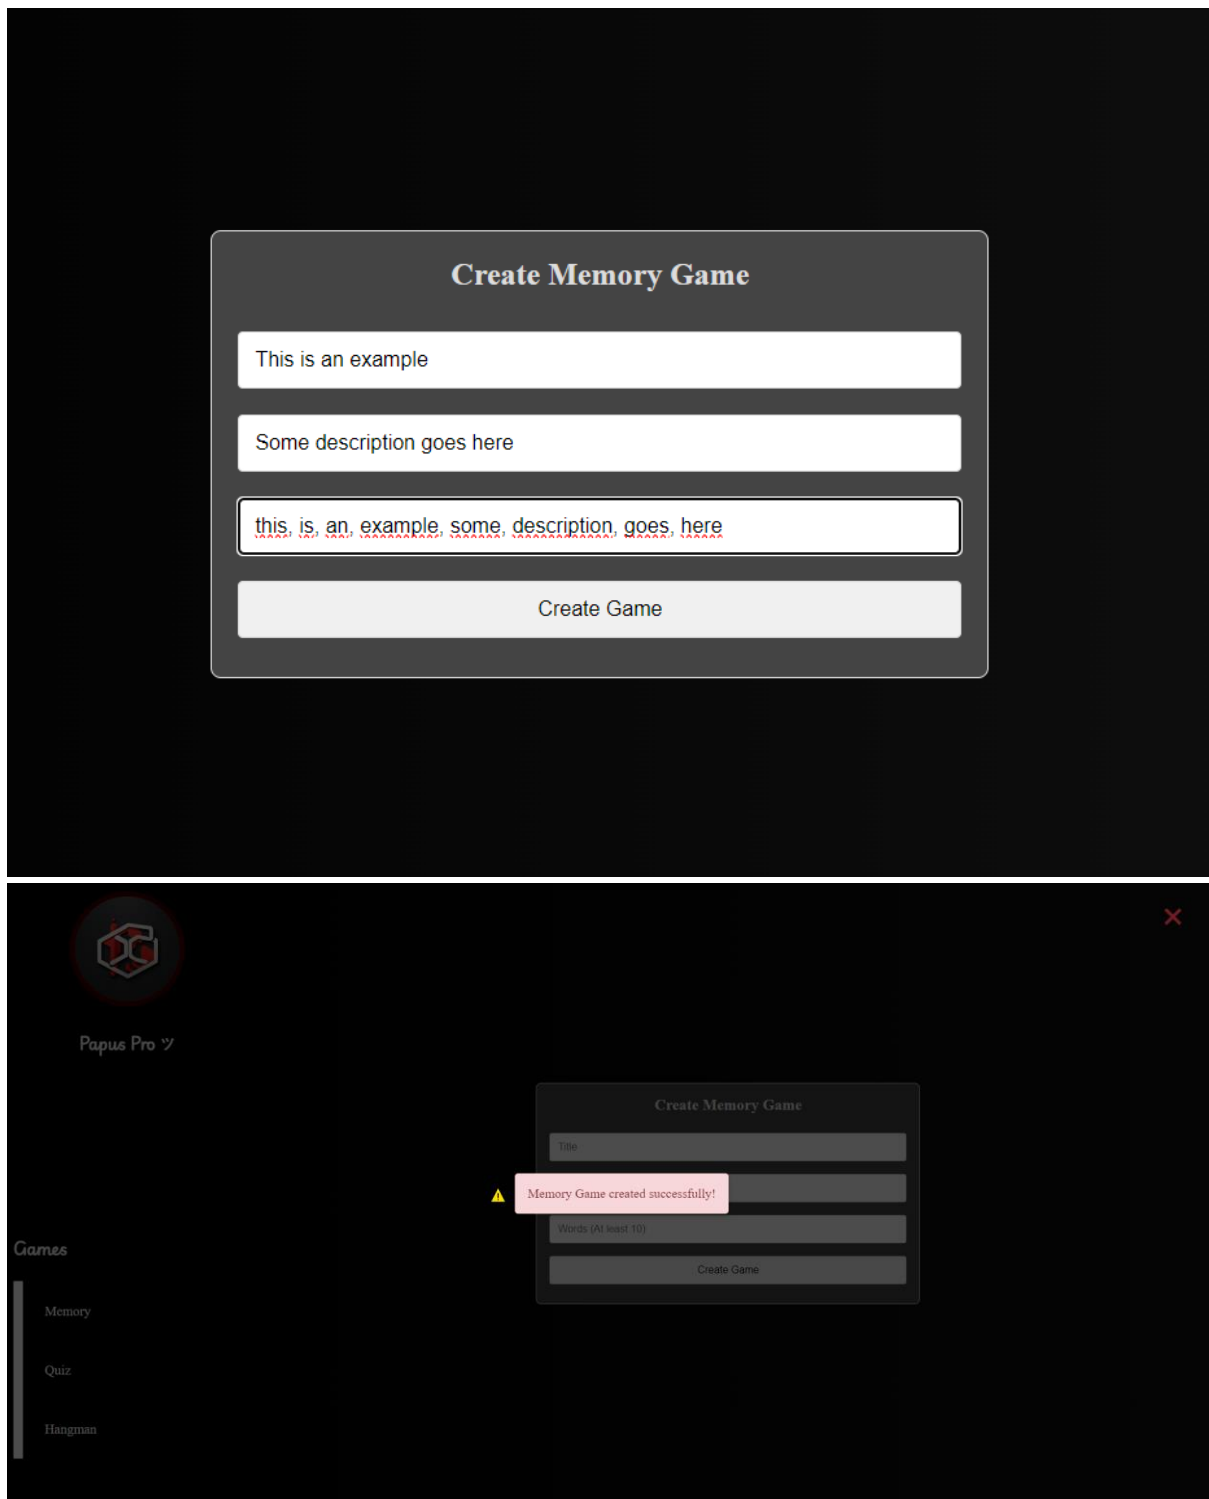 Create Memory Game
This is an example
Some description goes here
this, is, an, example, some, description, goes, here
Create Game
Papus Pro ツ
Create Memory Game
Title
Memory Game created successfully!
Words (At least 10)
Create Game
Games
Memory
Quiz
Hangman